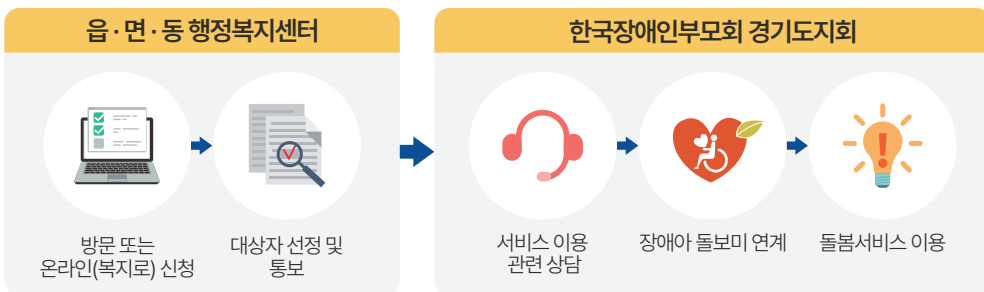 읍·면·동 행정복지센터
방문 또는
온라인(복지로) 신청
대상자 선정 및
통보
한국장애인부모회 경기도지회
서비스 이용
관련 상담
장애아 돌보미 연계
돌봄서비스 이용